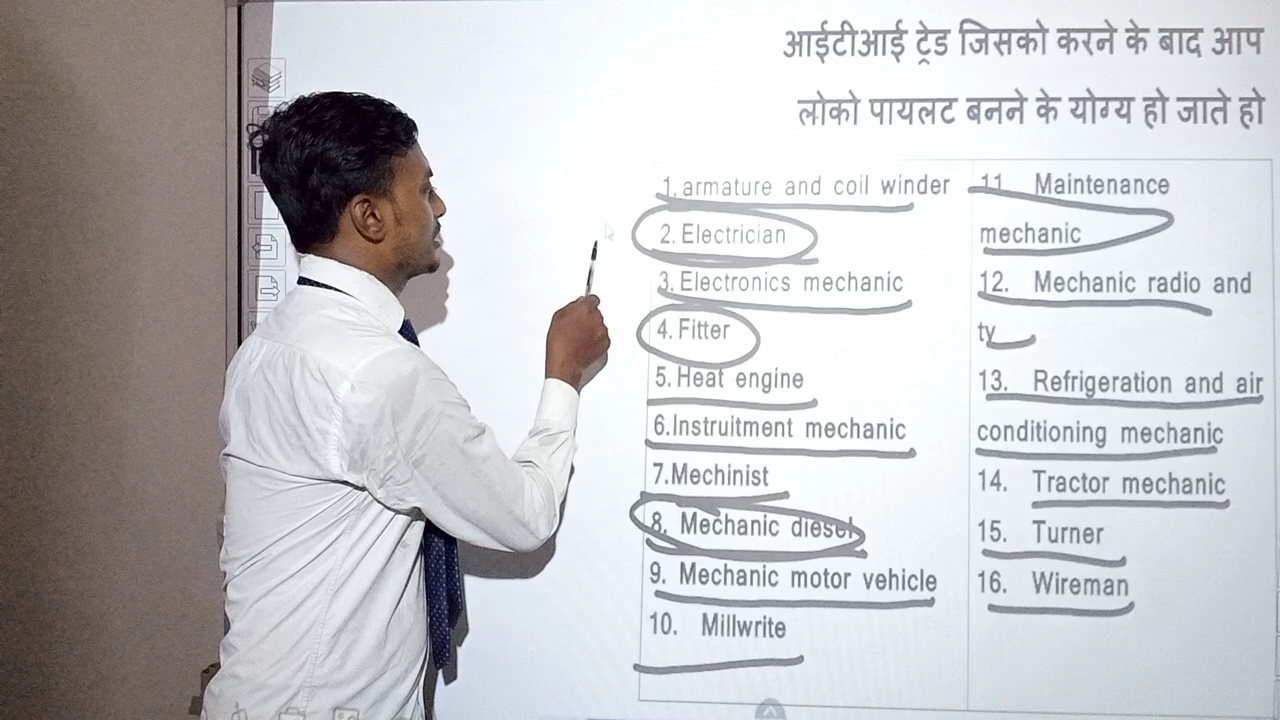 आईटीआई ट्रेड जिसको करने के बाद आप
लोको पायलट बनने के योग्य हो जाते हो
1. armature and coil winder
2. Electrician
3. Electronics mechanic
4. Fitter
5. Heat engine
6.Instruitment mechanic
7.Mechinist
8. Mechanic diesel
9. Mechanic motor vehicle
10. Millwrite
11 Maintenance
mechanic
12. Mechanic radio and
ty
13. Refrigeration and air
conditioning mechanic
14. Tractor mechanic
15. Turner
16. Wireman